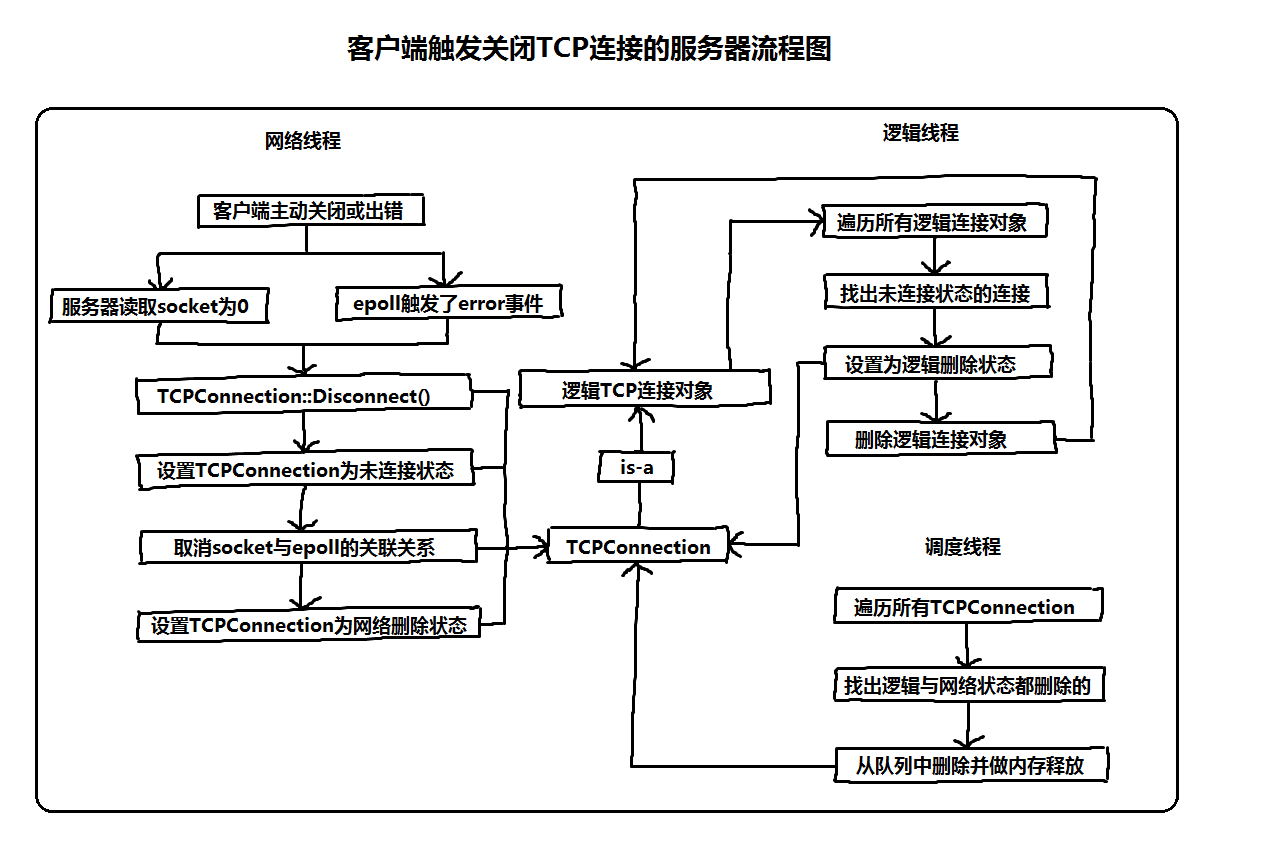 客户端触发关闭TCP连接的服务器流程图
网络线程
客户端主动关闭或出错
服务器读取socket为0
epoll触发了error事件
TCPConnection::Disconnect()
设置TCPConnection为未连接状态
取消socket与epoll的关联关系
设置TCPConnection为网络删除状态
逻辑TCP连接对象
is-a
TCPConnection
逻辑线程
遍历所有逻辑连接对象
找出未连接状态的连接
设置为逻辑删除状态
删除逻辑连接对象
调度线程
遍历所有TCPConnection
找出逻辑与网络状态都删除的
从队列中删除并做内存释放